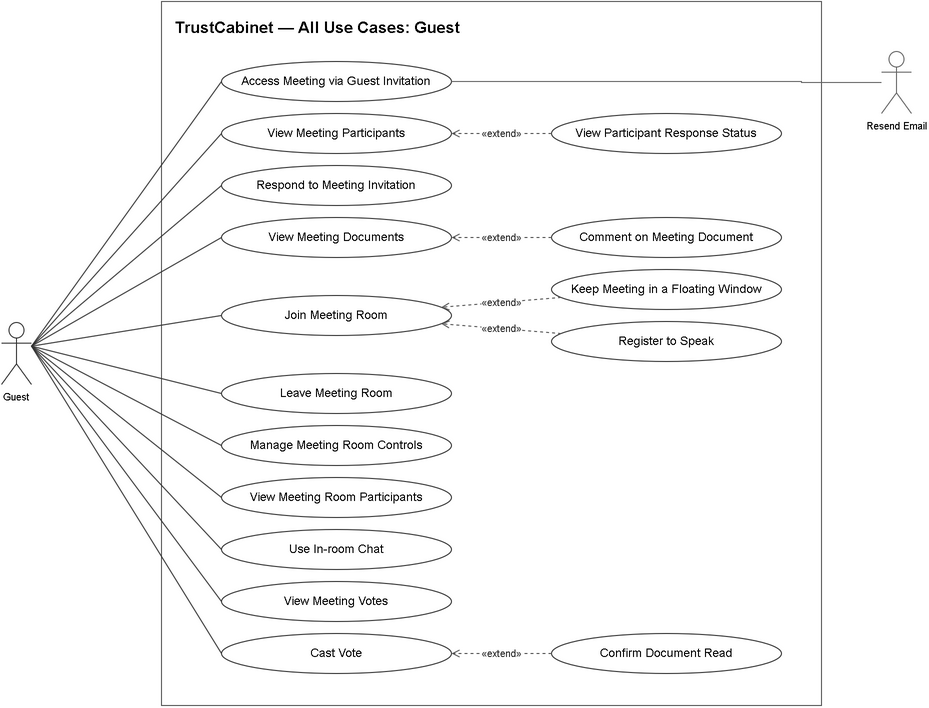 TrustCabinet — All Use Cases: Guest
Access Meeting via Guest Invitation
Resend Email
View Meeting Participants
«extend»
View Participant Response Status
Respond to Meeting Invitation
View Meeting Documents
«extend»
Comment on Meeting Document
Keep Meeting in a Floating Window
«extend»
Join Meeting Room
«extend»
Register to Speak
Guest
Leave Meeting Room
Manage Meeting Room Controls
View Meeting Room Participants
Use In-room Chat
View Meeting Votes
Cast Vote
«extend»
Confirm Document Read